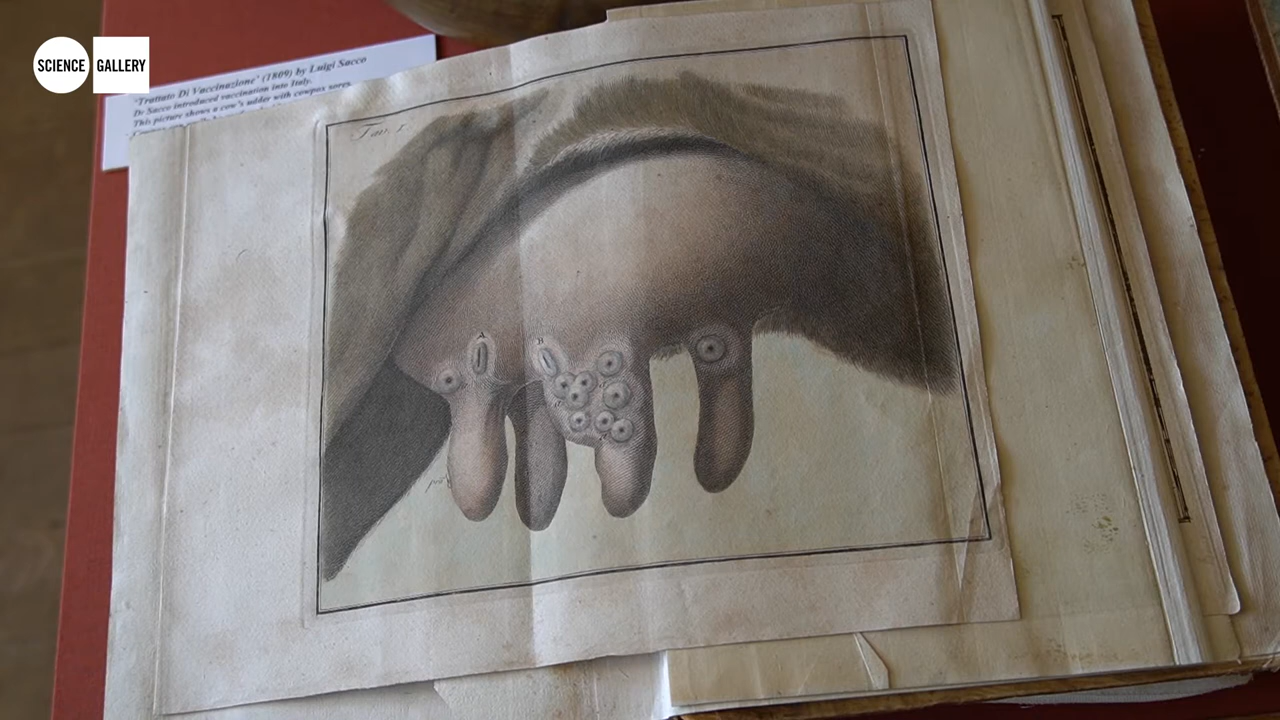 SCIENCE GALLERY
'Trattato Di Vaccinazione' (1809) by Luigi Sacco
Dr Sacco introduced vaccination into Italy.
This picture shows a cow's udder with cowpox sores.
Tav. I.
A
B